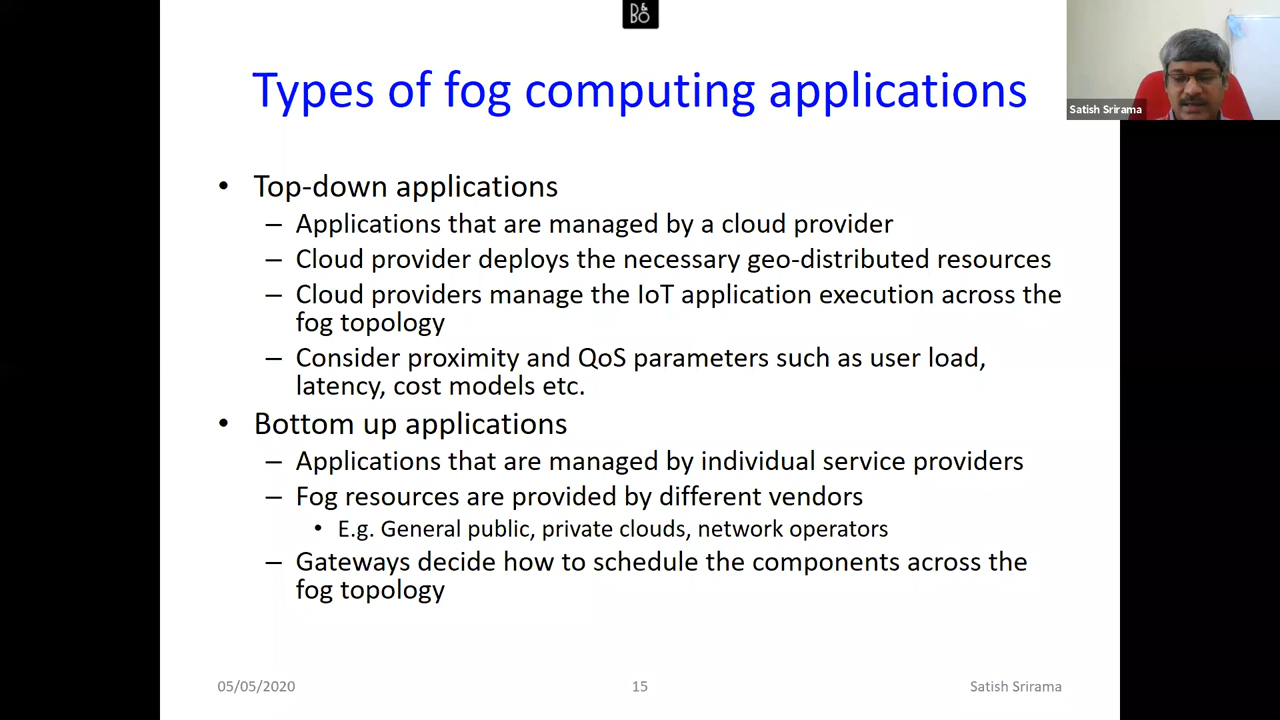 B&O
Types of fog computing applications
Satish Srirama
• Top-down applications
– Applications that are managed by a cloud provider
– Cloud provider deploys the necessary geo-distributed resources
– Cloud providers manage the IoT application execution across the
fog topology
– Consider proximity and QoS parameters such as user load,
latency, cost models etc.
• Bottom up applications
– Applications that are managed by individual service providers
– Fog resources are provided by different vendors
• E.g. General public, private clouds, network operators
– Gateways decide how to schedule the components across the
fog topology
05/05/2020
15
Satish Srirama